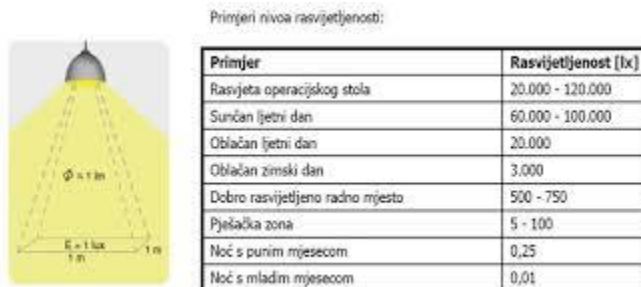 Primjeri nivoa rasvijetljenosti:
Φ = 1 lm
E = 1 lux
1 m
1 m
Primjer Rasvijetljenost [lx]
Rasvjeta operacijskog stola 20.000 - 120.000
Sunčan ljetni dan 60.000 - 100.000
Oblačan ljetni dan 20.000
Oblačan zimski dan 3.000
Dobro rasvijetljeno radno mjesto 500 - 750
Pješačka zona 5 - 100
Noć s punim mjesecom 0,25
Noć s mladim mjesecom 0,01